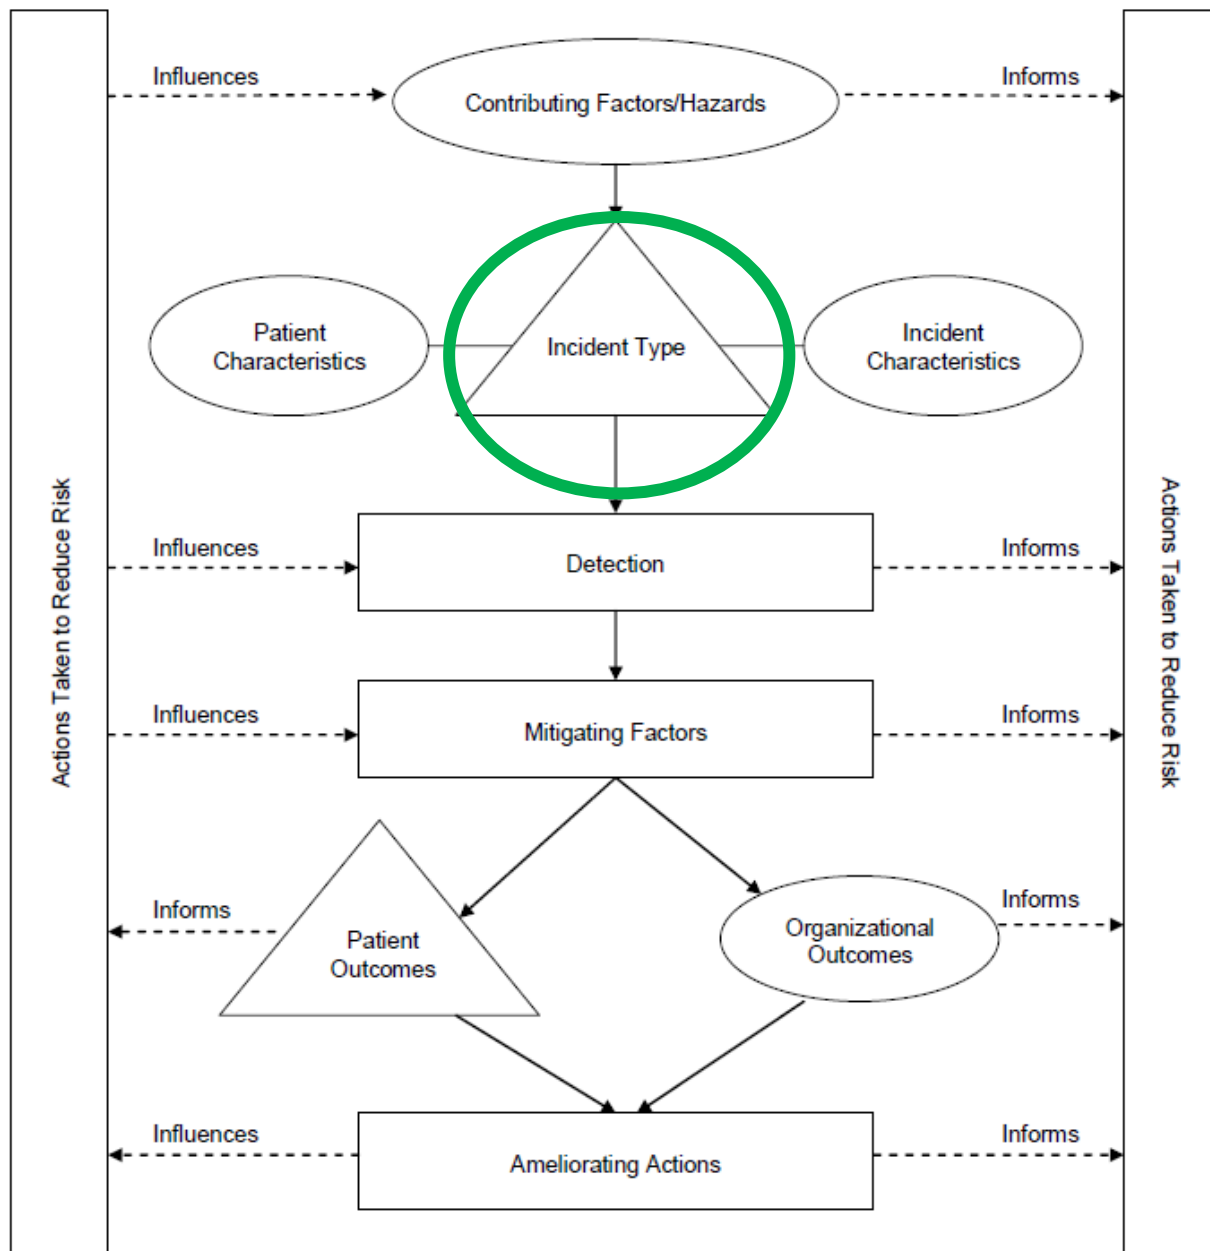 Influences
Contributing Factors/Hazards
Informs
Patient
Characteristics
Incident Type
Incident
Characteristics
Actions Taken to Reduce Risk
Actions Taken to Reduce Risk
Influences
Detection
Informs
Influences
Mitigating Factors
Informs
Informs
Patient
Outcomes
Organizational
Outcomes
Informs
Influences
Ameliorating Actions
Informs